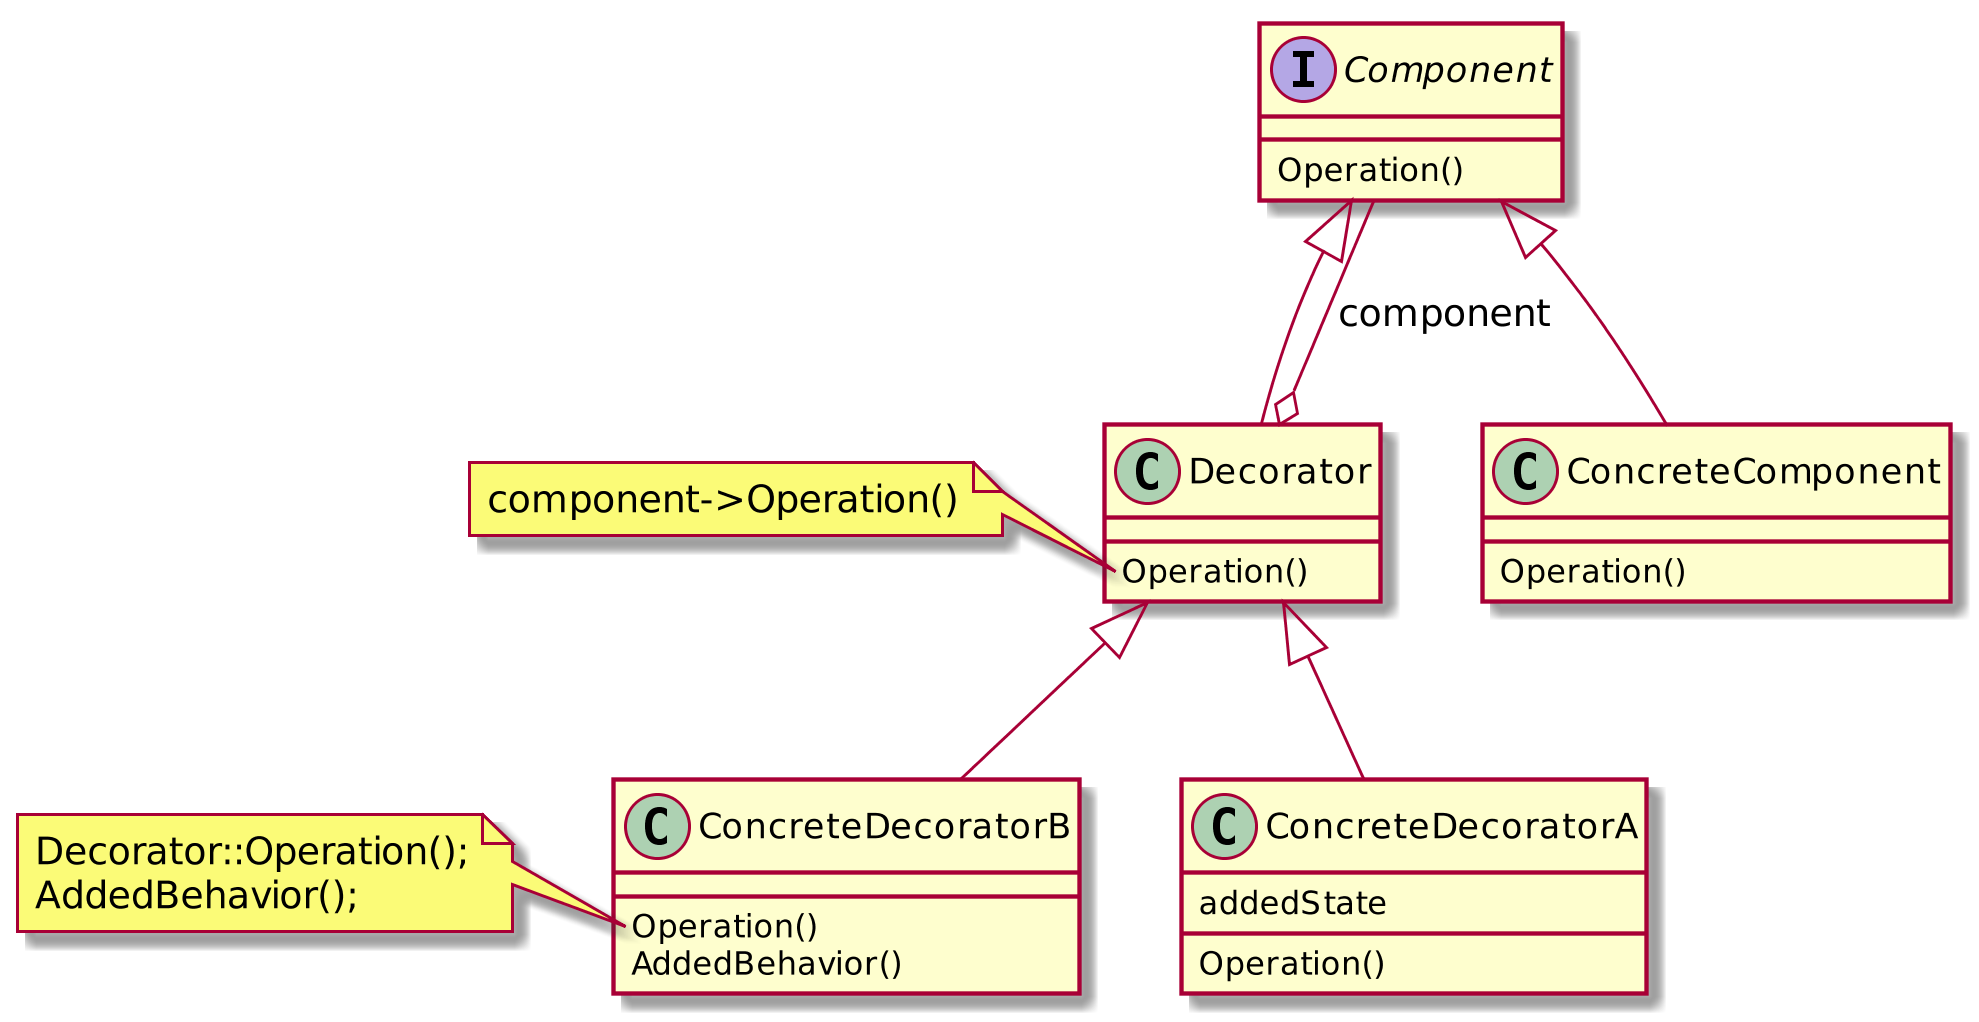 I Component
Operation()
component
C Decorator
Operation()
C ConcreteComponent
Operation()
component->Operation()
C ConcreteDecoratorB
Operation()
AddedBehavior()
C ConcreteDecoratorA
addedState
Operation()
Decorator::Operation();
AddedBehavior();